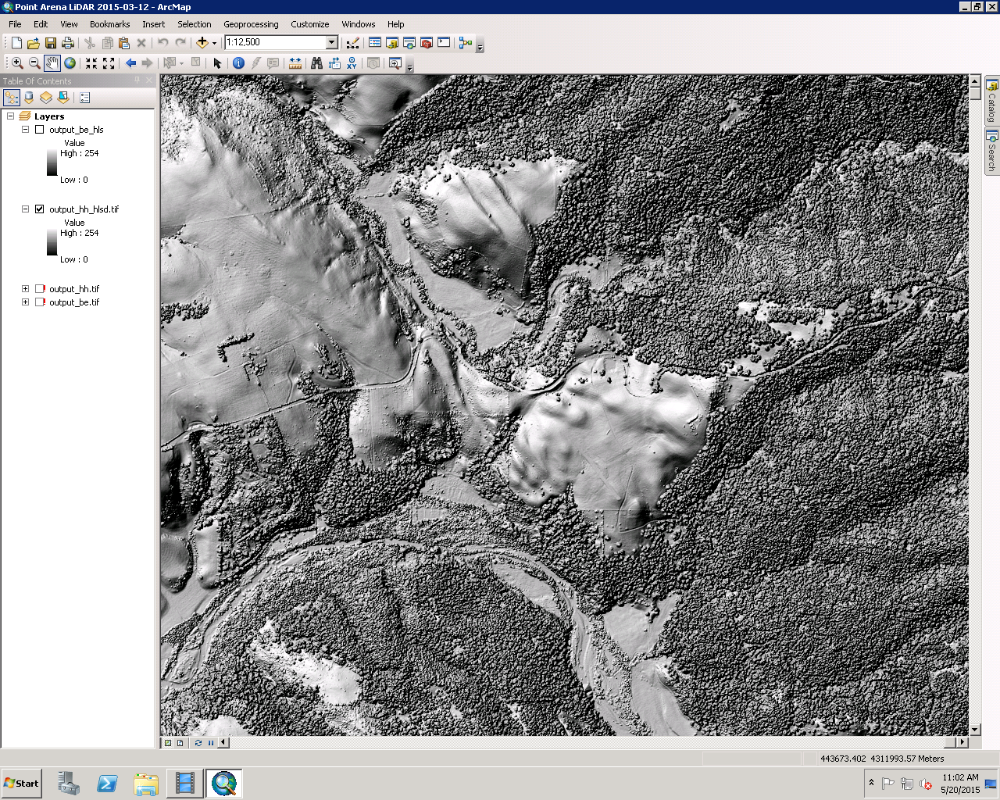 Point Arena LiDAR 2015-03-12 - ArcMap
File Edit View Bookmarks Insert Selection Geoprocessing Customize Windows Help
1:12,500
XY
Table Of Contents
Layers
output_be_hls
Value
High : 254
Low : 0
output_hh_hlsd.tif
Value
High : 254
Low : 0
output_hh.tif
output_be.tif
Catalog
Search
443673.402 4311993.57 Meters
Start
11:02 AM
5/20/2015